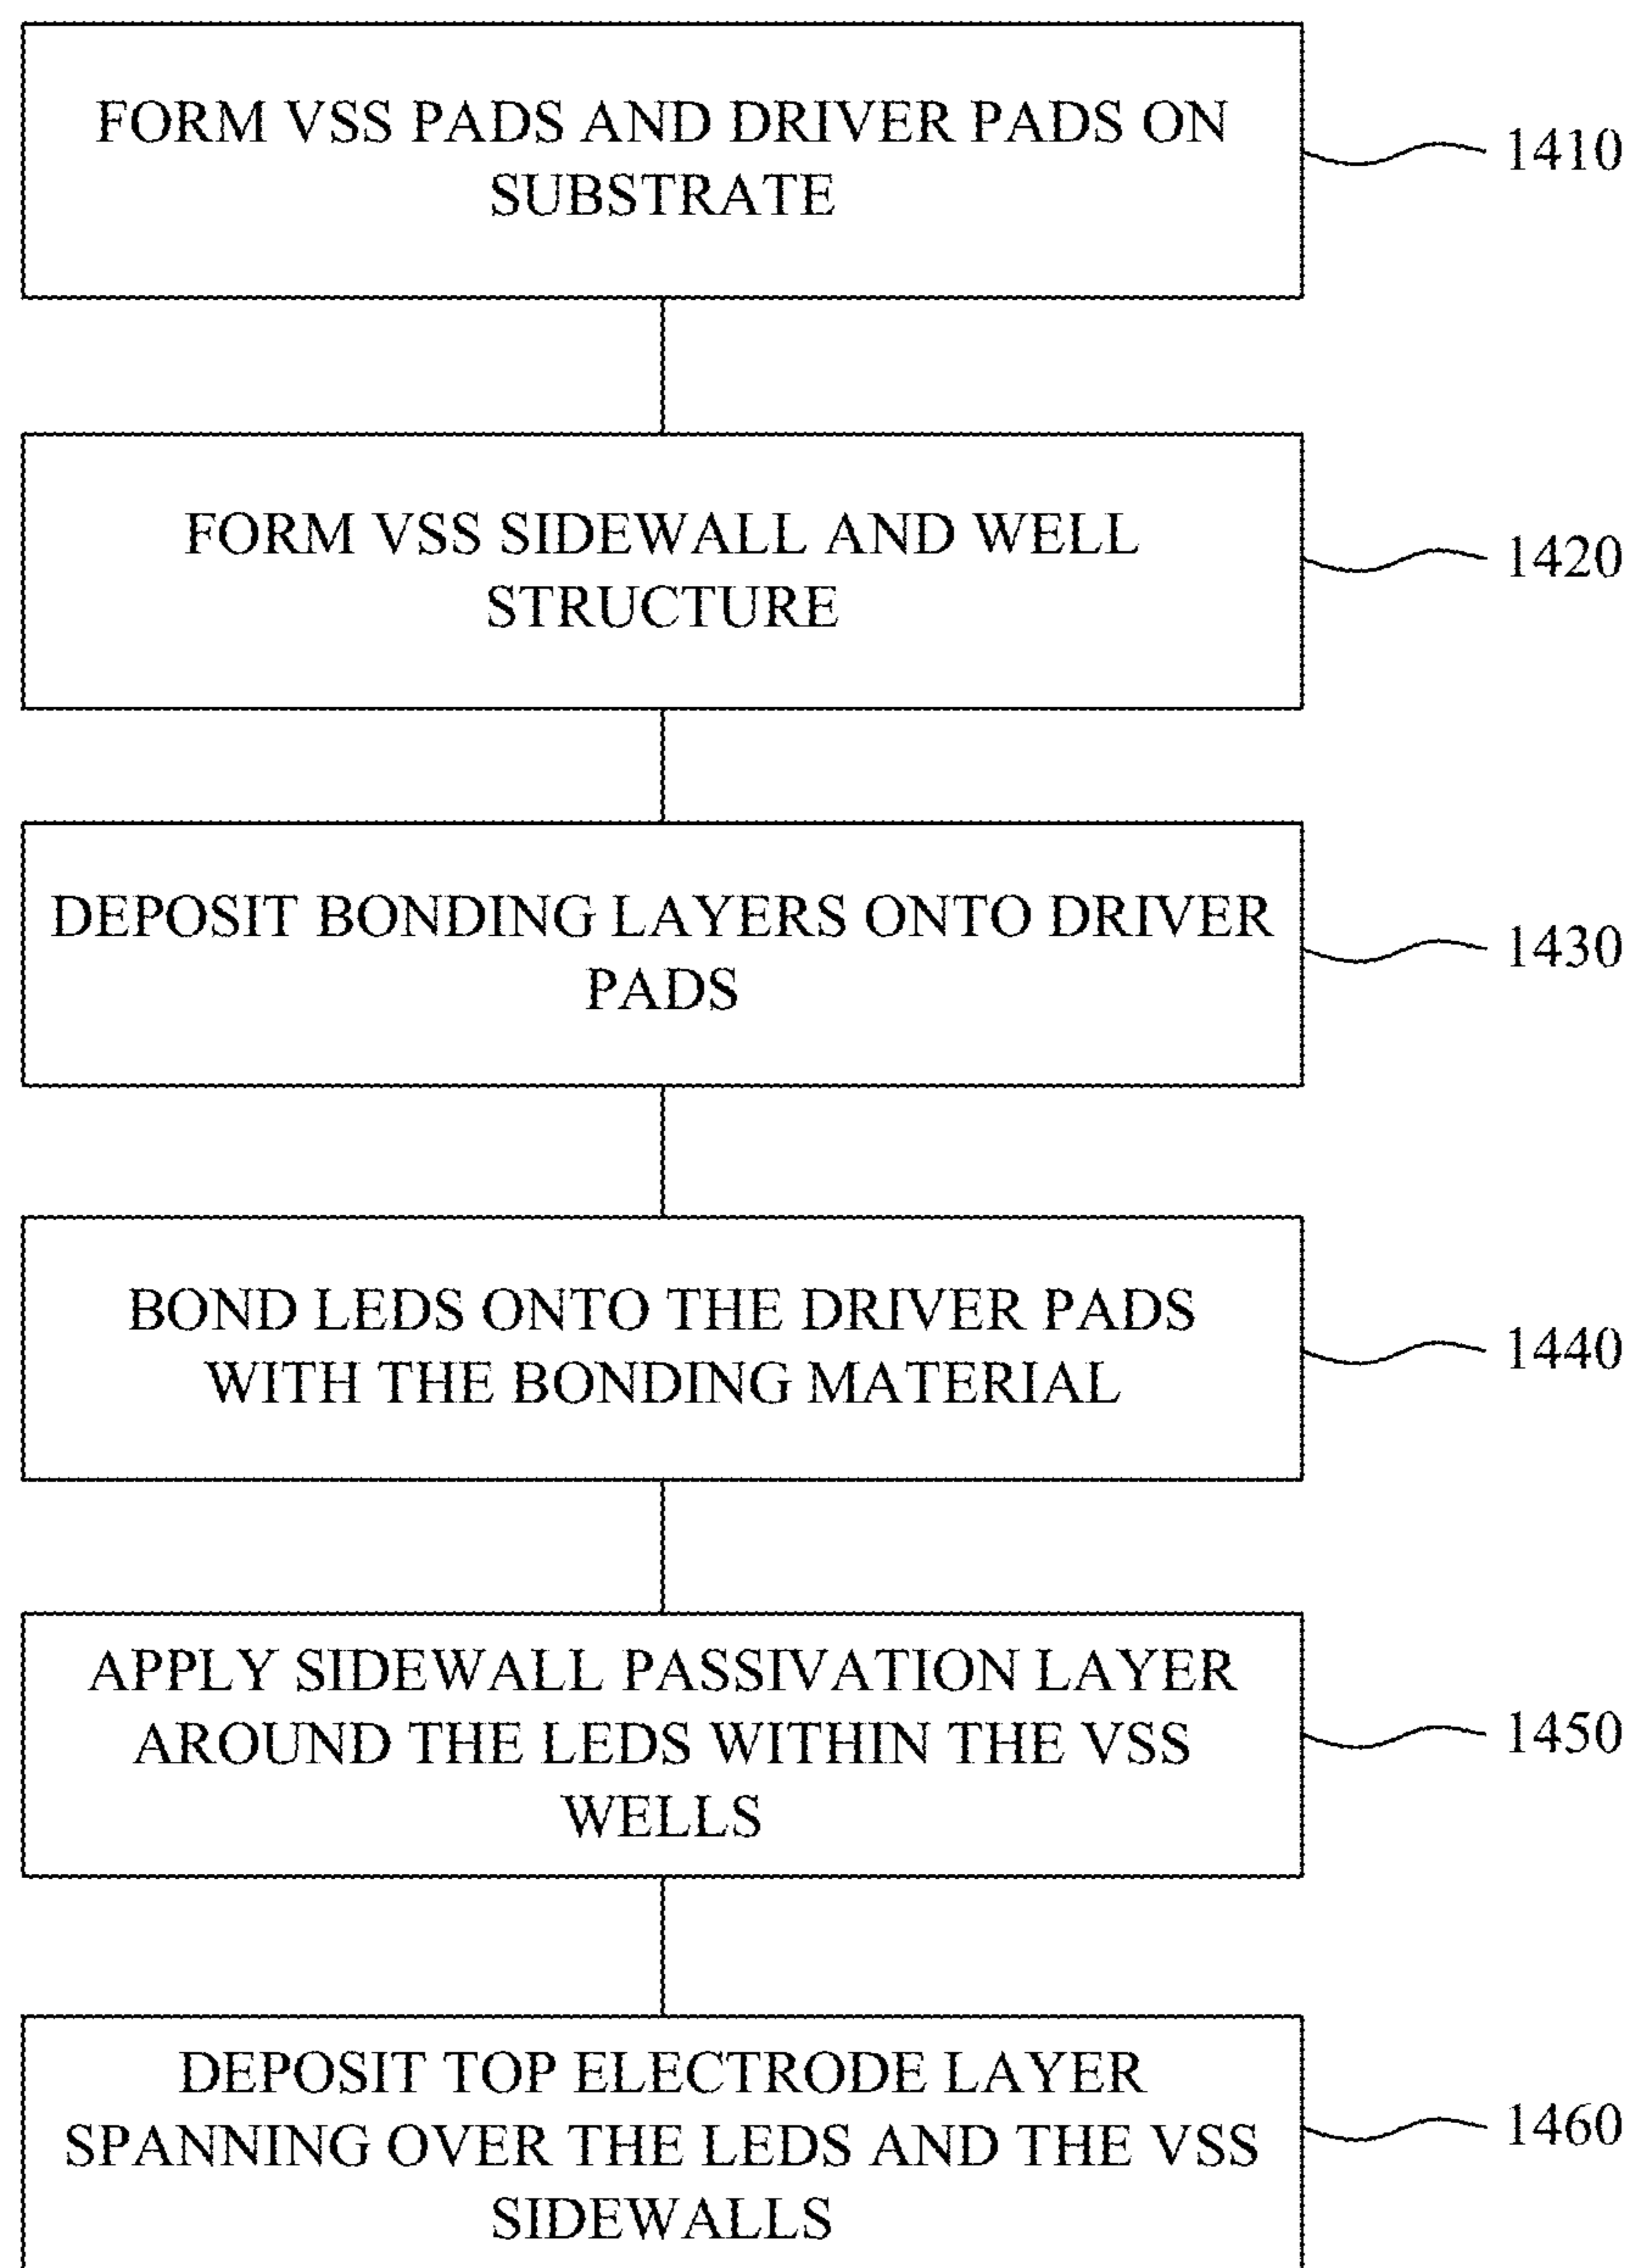 FORM VSS PADS AND DRIVER PADS ON
SUBSTRATE
1410
FORM VSS SIDEWALL AND WELL
STRUCTURE
1420
DEPOSIT BONDING LAYERS ONTO DRIVER
PADS
1430
BOND LEDS ONTO THE DRIVER PADS
WITH THE BONDING MATERIAL
1440
APPLY SIDEWALL PASSIVATION LAYER
AROUND THE LEDS WITHIN THE VSS
WELLS
1450
DEPOSIT TOP ELECTRODE LAYER
SPANNING OVER THE LEDS AND THE VSS
SIDEWALLS
1460